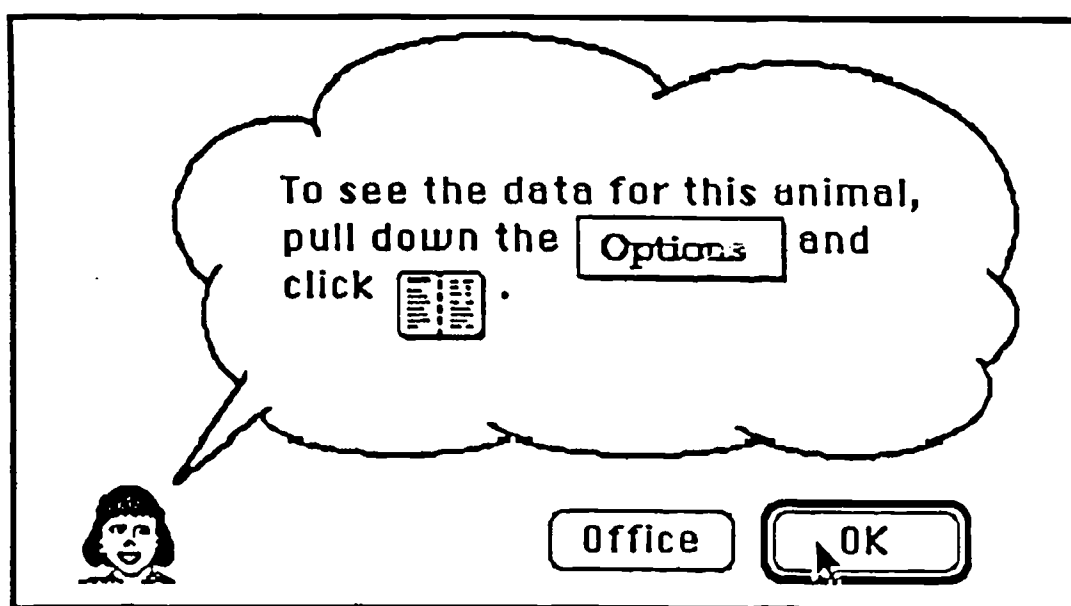 To see the data for this animal,
pull down the Options and
click .
Office OK